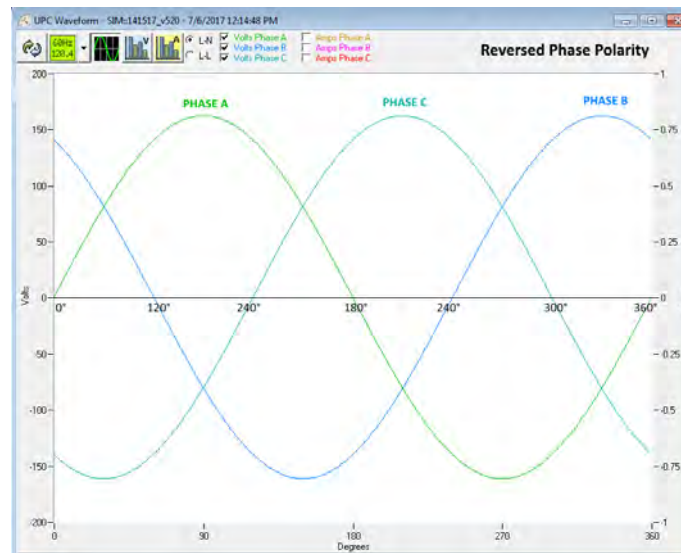 UPC Waveform - SIM:141517_v520 - 7/6/2017 12:14:48 PM
60Hz
120.4
V
A
L-N
L-L
Volts Phase A
Volts Phase B
Volts Phase C
Amps Phase A
Amps Phase B
Amps Phase C
Reversed Phase Polarity
200
150
100
50
0
-50
-100
-150
-200
Volts
PHASE A
PHASE C
PHASE B
0°
120°
240°
180°
240°
300°
360°
1
0.75
0.5
0.25
0
-0.25
-0.5
-0.75
-1
0
90
180
270
360
Degrees